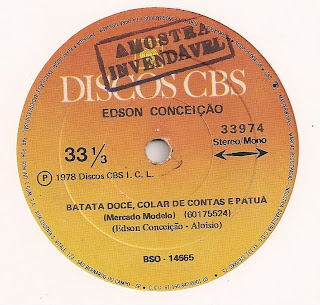 AMOSTRA
INVENDÁVEL
DISCOS CBS
EDSON CONCEIÇÃO
33974
33 1/3
Stereo/Mono
P 1978 Discos CBS I. C. L.
BATATA DOCE, COLAR DE CONTAS E PATUÁ
(Mercado Modelo) (60175524)
(Edson Conceição - Aloisio)
BSO - 14665